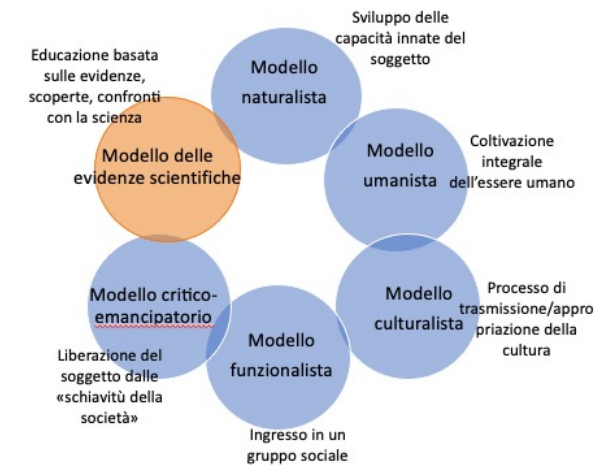 Sviluppo delle
capacità innate del
soggetto
Modello
naturalista
Educazione basata
sulle evidenze,
scoperte, confronti
con la scienza
Modello delle
evidenze scientifiche
Modello
umanista
Coltivazione
integrale
dell'essere umano
Modello critico-
emancipatorio
Modello
culturalista
Processo di
trasmissione/appro
priazione della
cultura
Modello
funzionalista
Liberazione del
soggetto dalle
«schiavitù della
società»
Ingresso in un
gruppo sociale